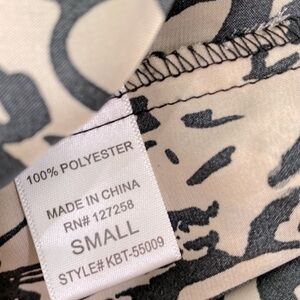 100% POLYESTER
MADE IN CHINA
RN# 127258
SMALL
STYLE# KBT-55009